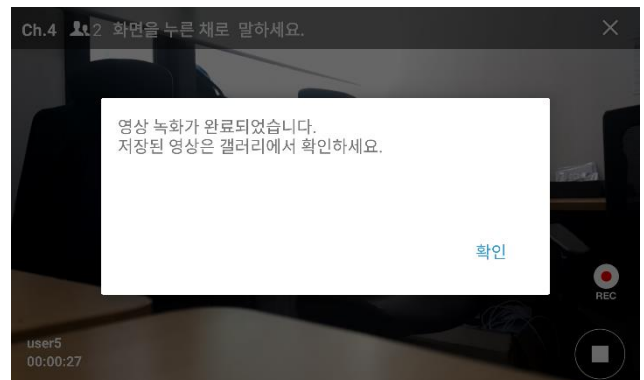 Ch.4 2 화면을 누른 채로 말하세요.
영상 녹화가 완료되었습니다.
저장된 영상은 갤러리에서 확인하세요.
확인
REC
user5
00:00:27